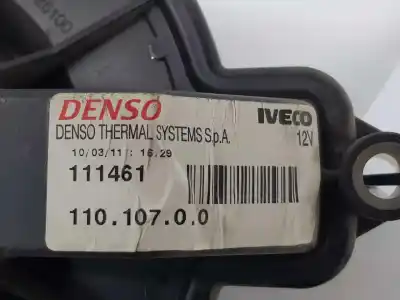 DENSO
IVECO
DENSO THERMAL SYSTEMS S.p.A.
12V
10/03/11 : 16.29
111461
110.107.0.0